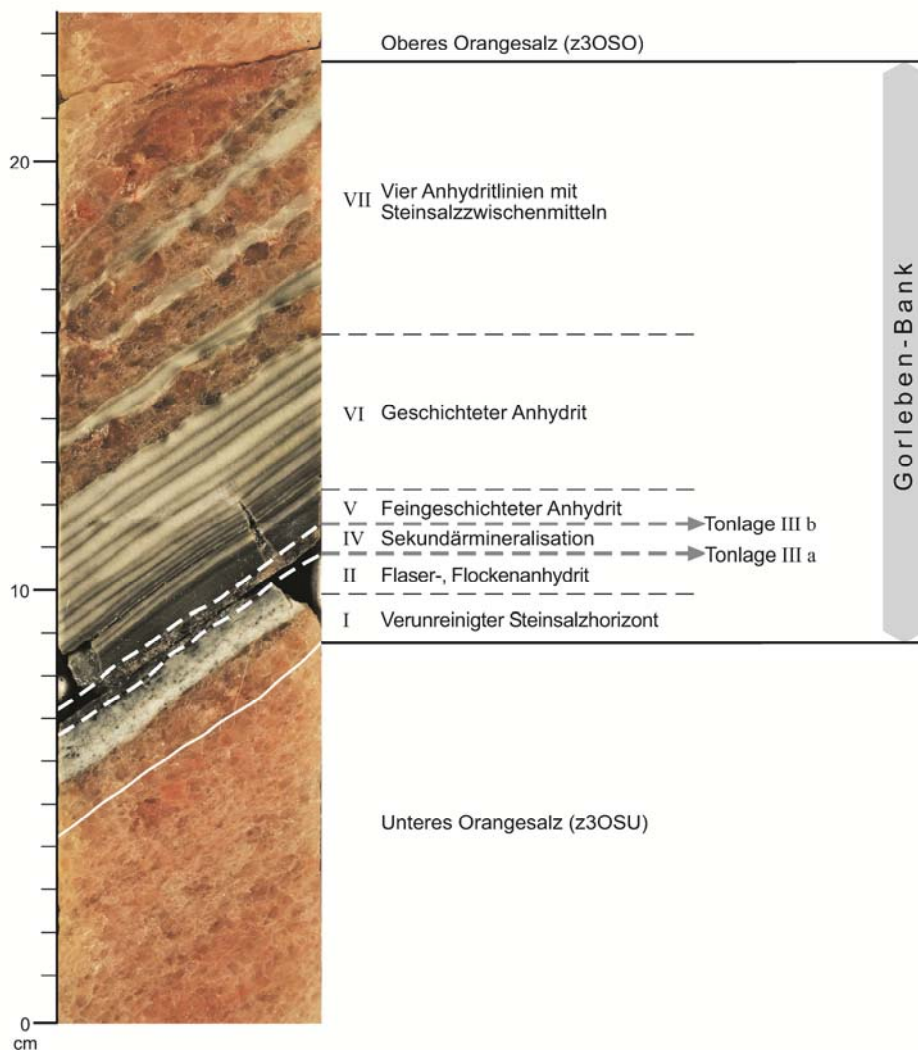 Oberes Orangesalz (z3OSO)
20
VII Vier Anhydritlinien mit
Steinsalzzwischenmitteln
Gorleben-Bank
VI Geschichteter Anhydrit
V Feingeschichteter Anhydrit
Tonlage III b
IV Sekundärmineralisation
Tonlage III a
10
II Flaser-, Flockenanhydrit
I Verunreinigter Steinsalzhorizont
Unteres Orangesalz (z3OSU)
0
cm